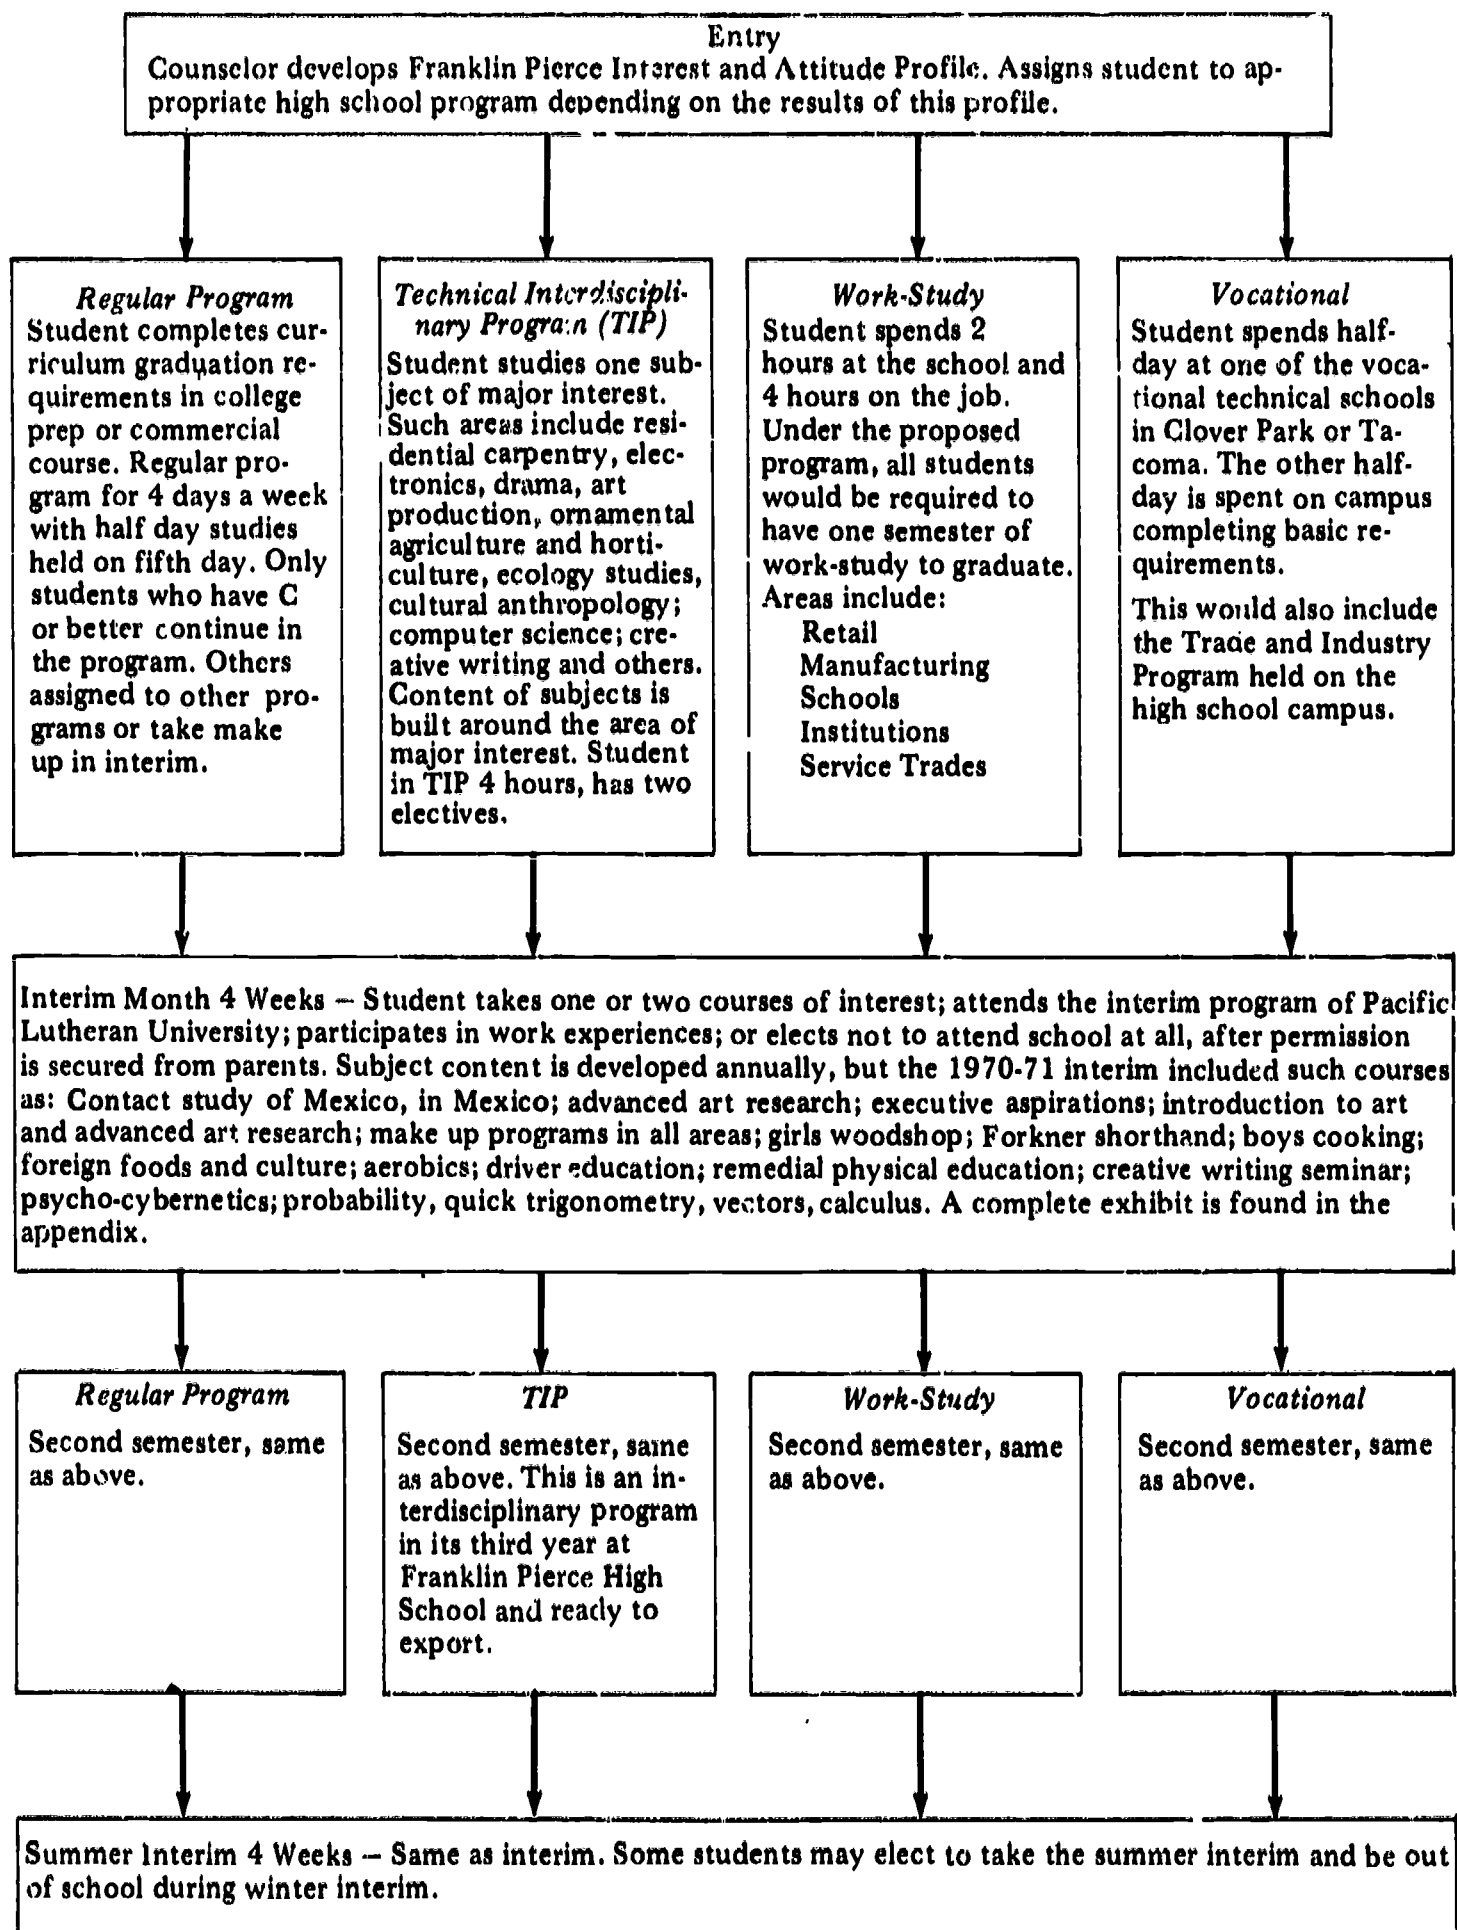 Entry
Counselor develops Franklin Pierce Interest and Attitude Profile. Assigns student to ap-
propriate high school program depending on the results of this profile.
Regular Program
Student completes cur-
riculum graduation re-
quirements in college
prep or commercial
course. Regular pro-
gram for 4 days a week
with half day studies
held on fifth day. Only
students who have C
or better continue in
the program. Others
assigned to other pro-
grams or take make
up in interim.
Technical Interdiscipli-
nary Program (TIP)
Student studies one sub-
ject of major interest.
Such areas include resi-
dential carpentry, elec-
tronics, drama, art
production, ornamental
agriculture and horti-
culture, ecology studies,
cultural anthropology;
computer science; cre-
ative writing and others.
Content of subjects is
built around the area of
major interest. Student
in TIP 4 hours, has two
electives.
Work-Study
Student spends 2
hours at the school and
4 hours on the job.
Under the proposed
program, all students
would be required to
have one semester of
work-study to graduate.
Areas include:
Retail
Manufacturing
Schools
Institutions
Service Trades
Vocational
Student spends half-
day at one of the voca-
tional technical schools
in Clover Park or Ta-
coma. The other half-
day is spent on campus
completing basic re-
quirements.
This would also include
the Trade and Industry
Program held on the
high school campus.
Interim Month 4 Weeks – Student takes one or two courses of interest; attends the interim program of Pacific
Lutheran University; participates in work experiences; or elects not to attend school at all, after permission
is secured from parents. Subject content is developed annually, but the 1970-71 interim included such courses
as: Contact study of Mexico, in Mexico; advanced art research; executive aspirations; introduction to art
and advanced art research; make up programs in all areas; girls woodshop; Forkner shorthand; boys cooking;
foreign foods and culture; aerobics; driver education; remedial physical education; creative writing seminar;
psycho-cybernetics; probability, quick trigonometry, vectors, calculus. A complete exhibit is found in the
appendix.
Regular Program
Second semester, same
as above.
TIP
Second semester, same
as above. This is an in-
terdisciplinary program
in its third year at
Franklin Pierce High
School and ready to
export.
Work-Study
Second semester, same
as above.
Vocational
Second semester, same
as above.
Summer Interim 4 Weeks – Same as interim. Some students may elect to take the summer interim and be out
of school during winter interim.